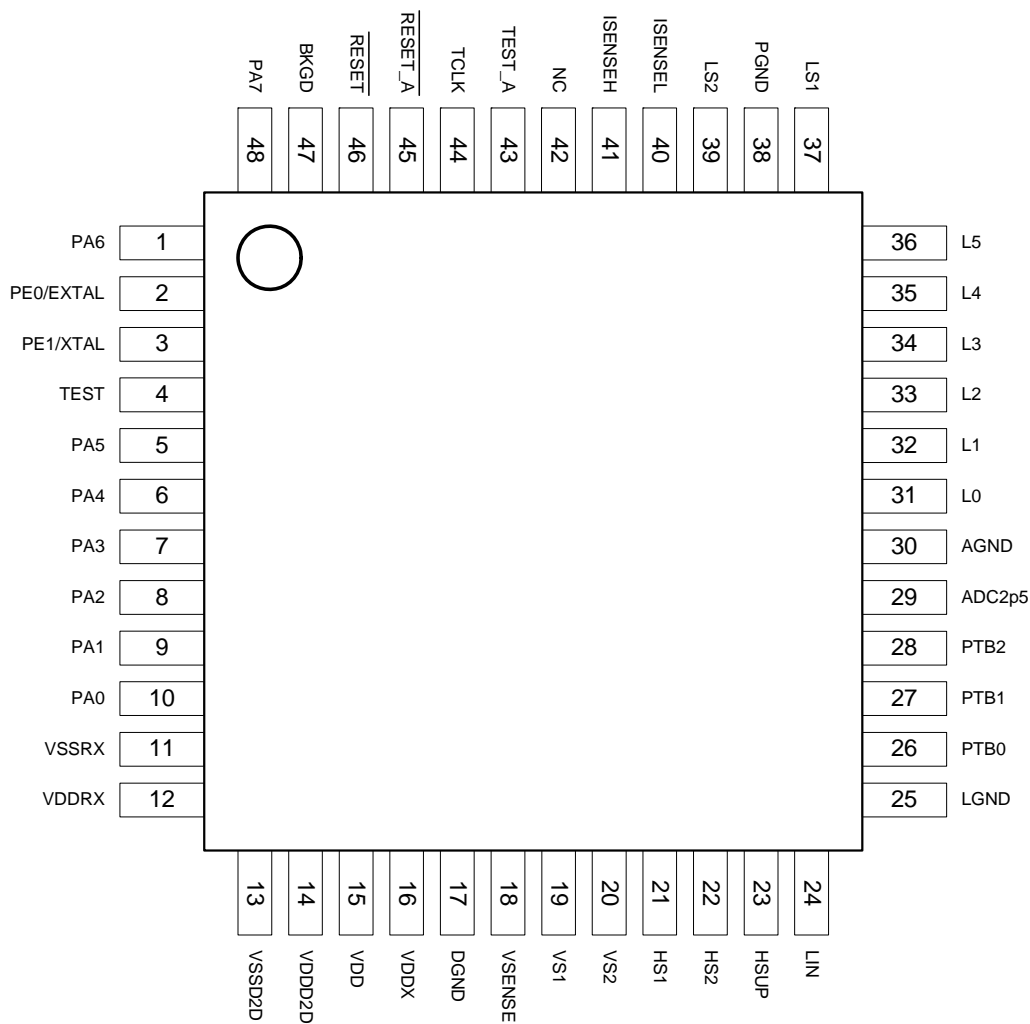 PA7
BKGD
RESET
RESET_A
TCLK
TEST_A
NC
ISENSEH
ISENSEL
LS2
PGND
LS1
48
47
46
45
44
43
42
41
40
39
38
37
PA6 1
PE0/EXTAL 2
PE1/XTAL 3
TEST 4
PA5 5
PA4 6
PA3 7
PA2 8
PA1 9
PA0 10
VSSRX 11
VDDRX 12
36 L5
35 L4
34 L3
33 L2
32 L1
31 L0
30 AGND
29 ADC2p5
28 PTB2
27 PTB1
26 PTB0
25 LGND
13
14
15
16
17
18
19
20
21
22
23
24
VSSD2D
VDDD2D
VDD
VDDX
DGND
VSENSE
VS1
VS2
HS1
HS2
HSUP
LIN